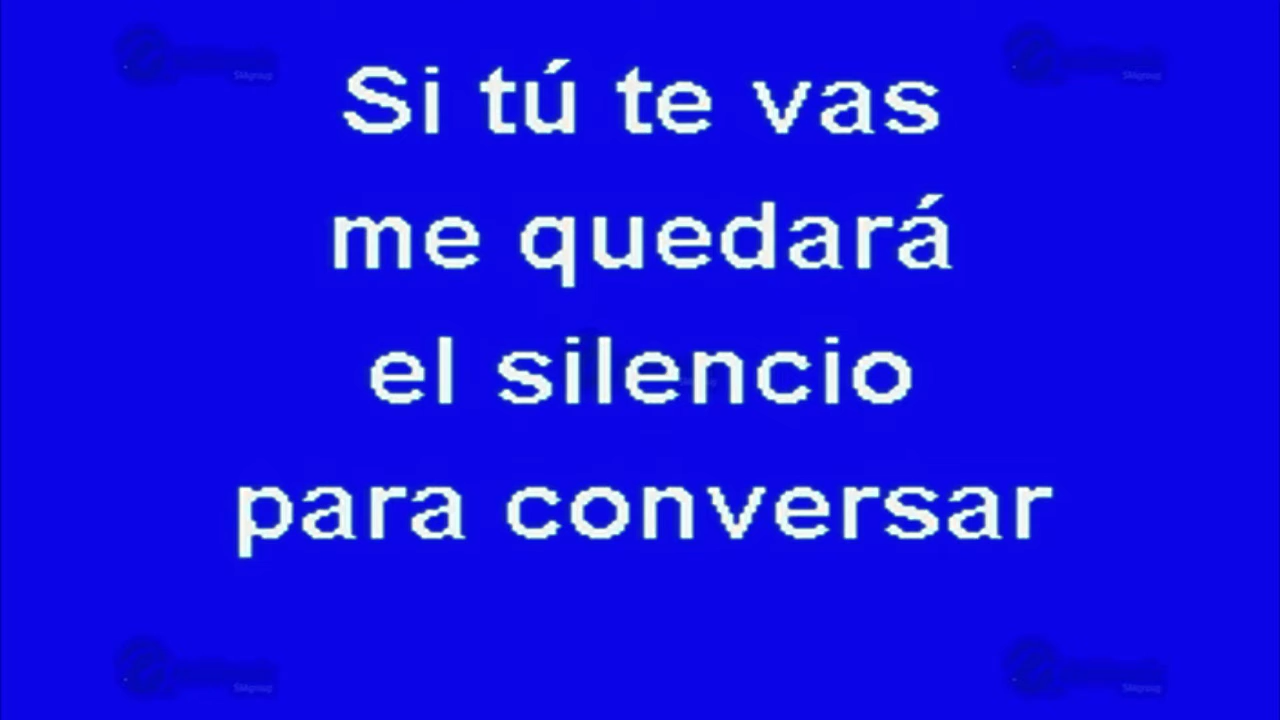 Si tú te vas
me quedará
el silencio
para conversar